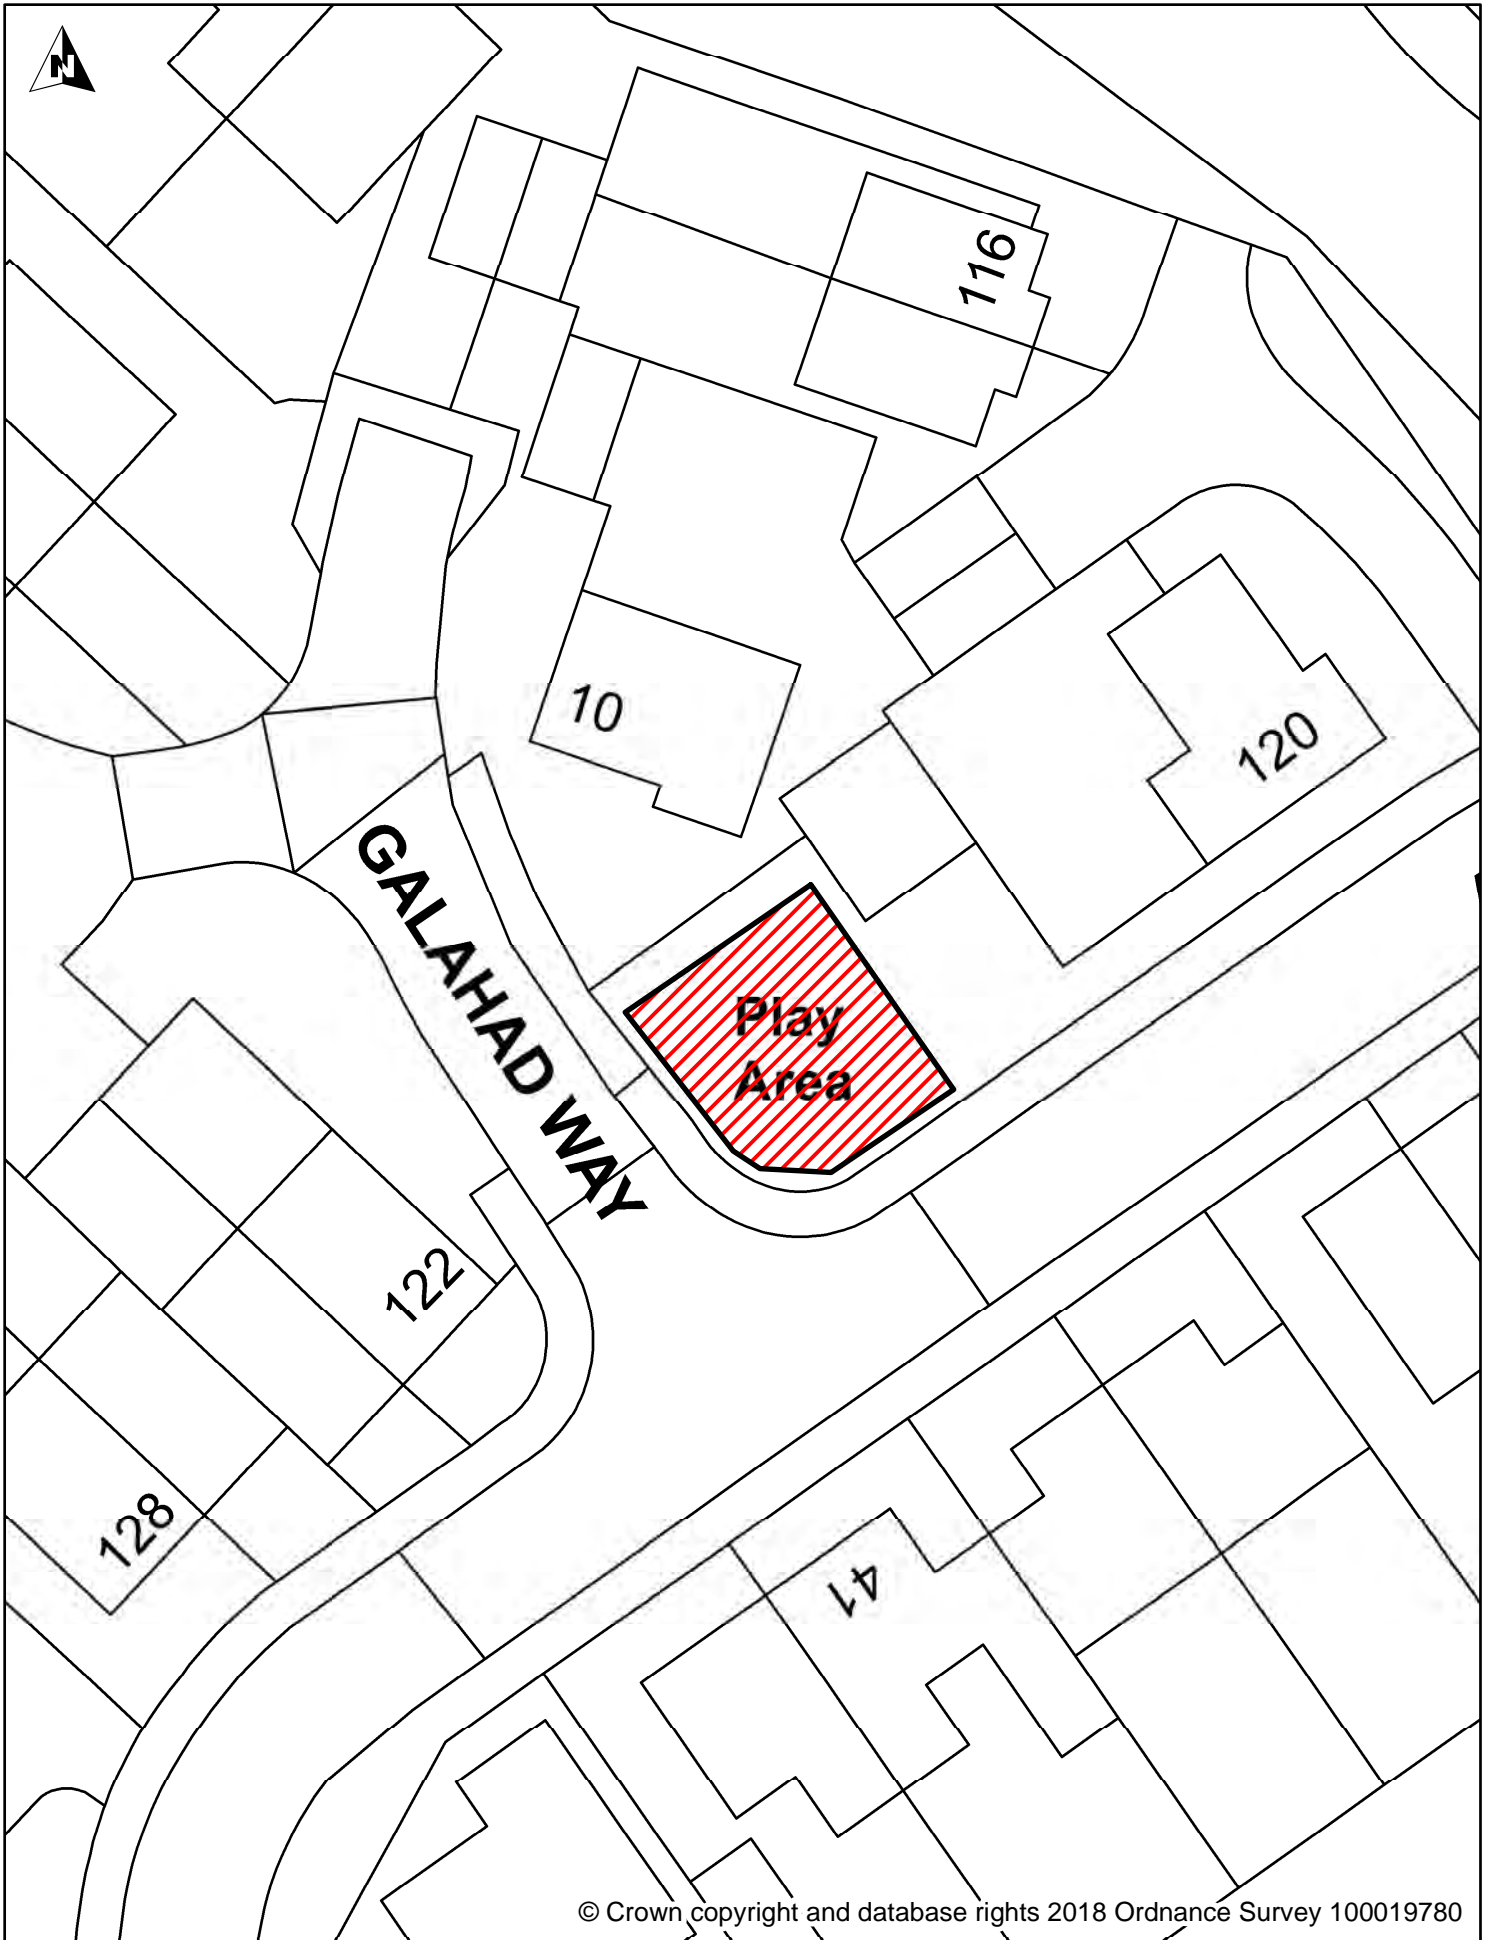 N
116
10
120
GALAHAD WAY
Play
Area
122
128
41
© Crown copyright and database rights 2018 Ordnance Survey 100019780